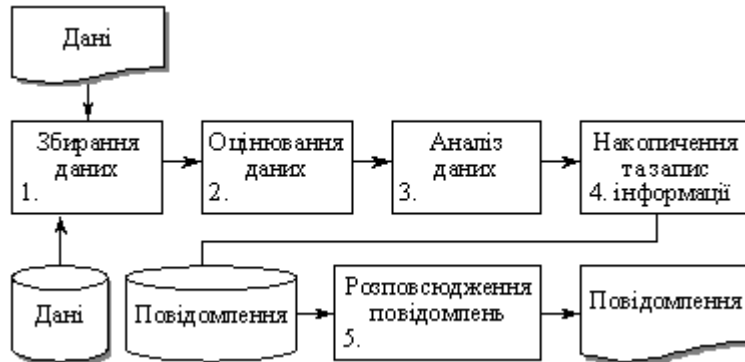 Дані
Збирання
даних
1.
Оцінювання
даних
2.
Аналіз
даних
3.
Накопичення
та запис
4. інформації
Дані
Повідомлення
Розповсюдження
повідомлень
5.
Повідомлення